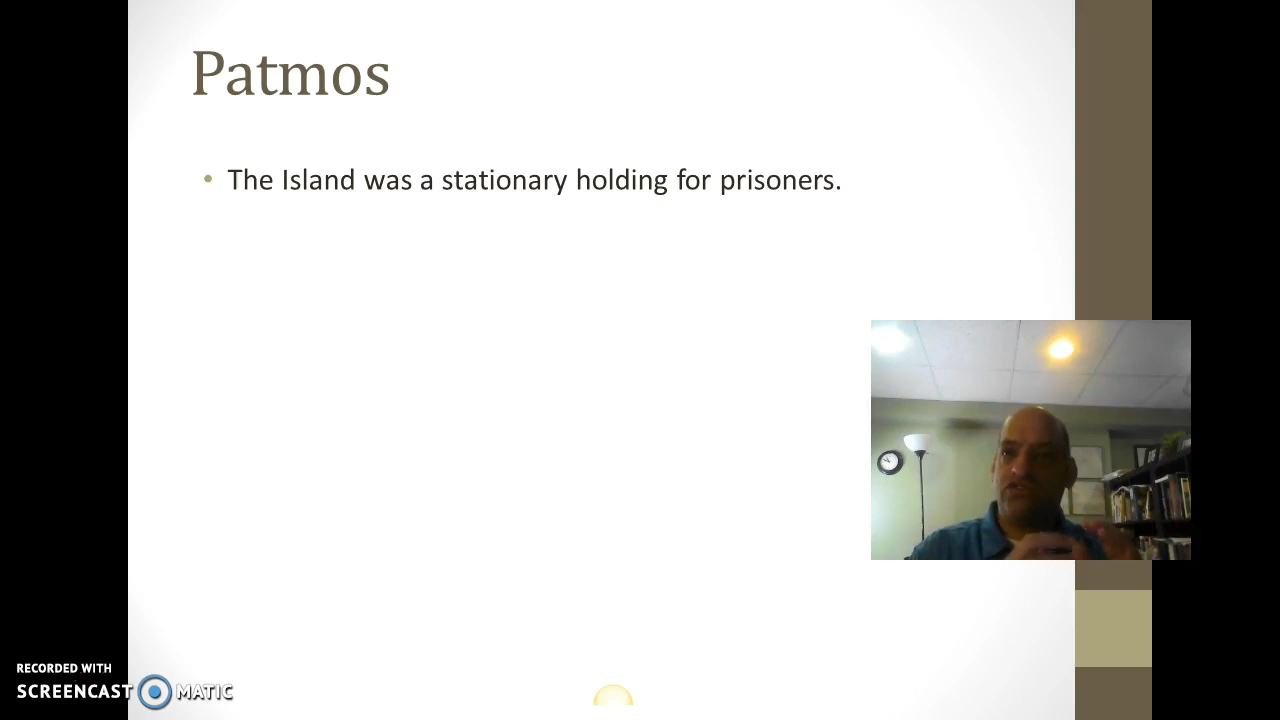 Patmos
• The Island was a stationary holding for prisoners.
RECORDED WITH
SCREENCAST MATIC